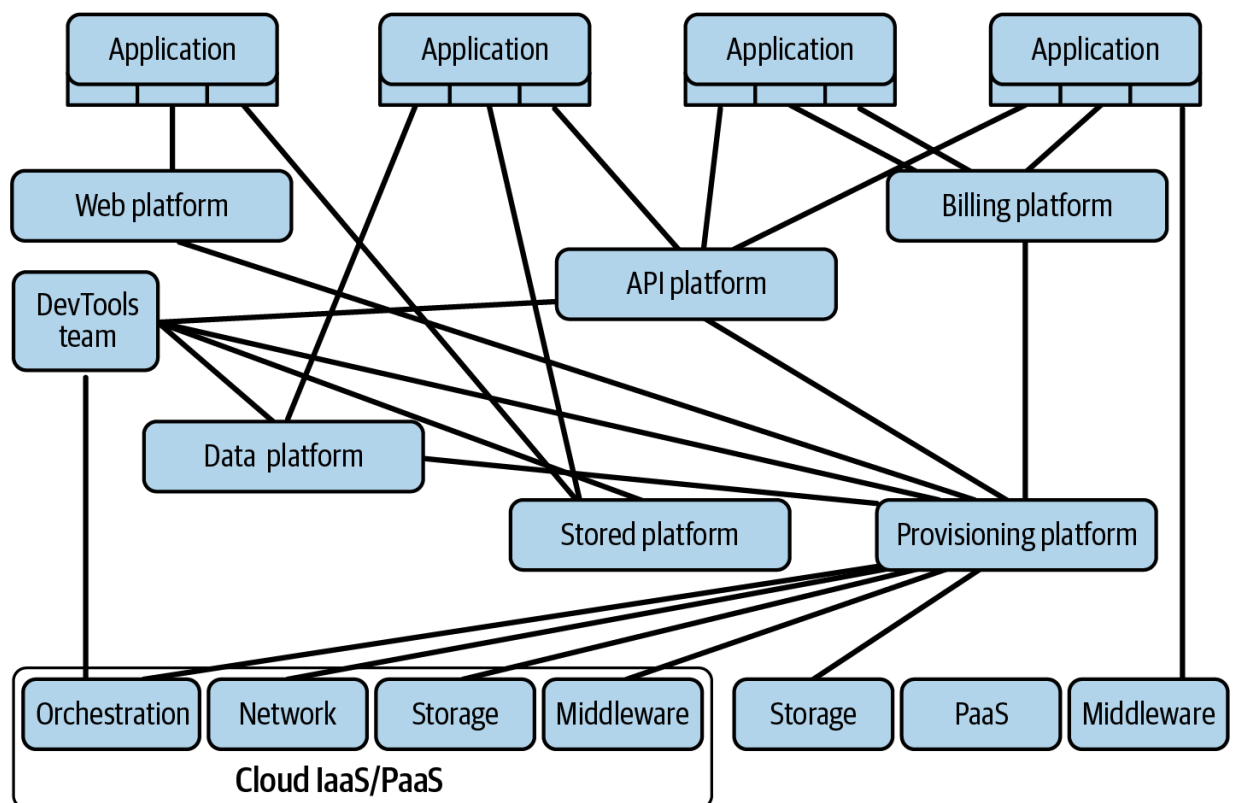 Application
Application
Application
Application
Web platform
Billing platform
API platform
DevTools
team
Data platform
Stored platform
Provisioning platform
Orchestration
Network
Storage
Middleware
Storage
PaaS
Middleware
Cloud IaaS/PaaS